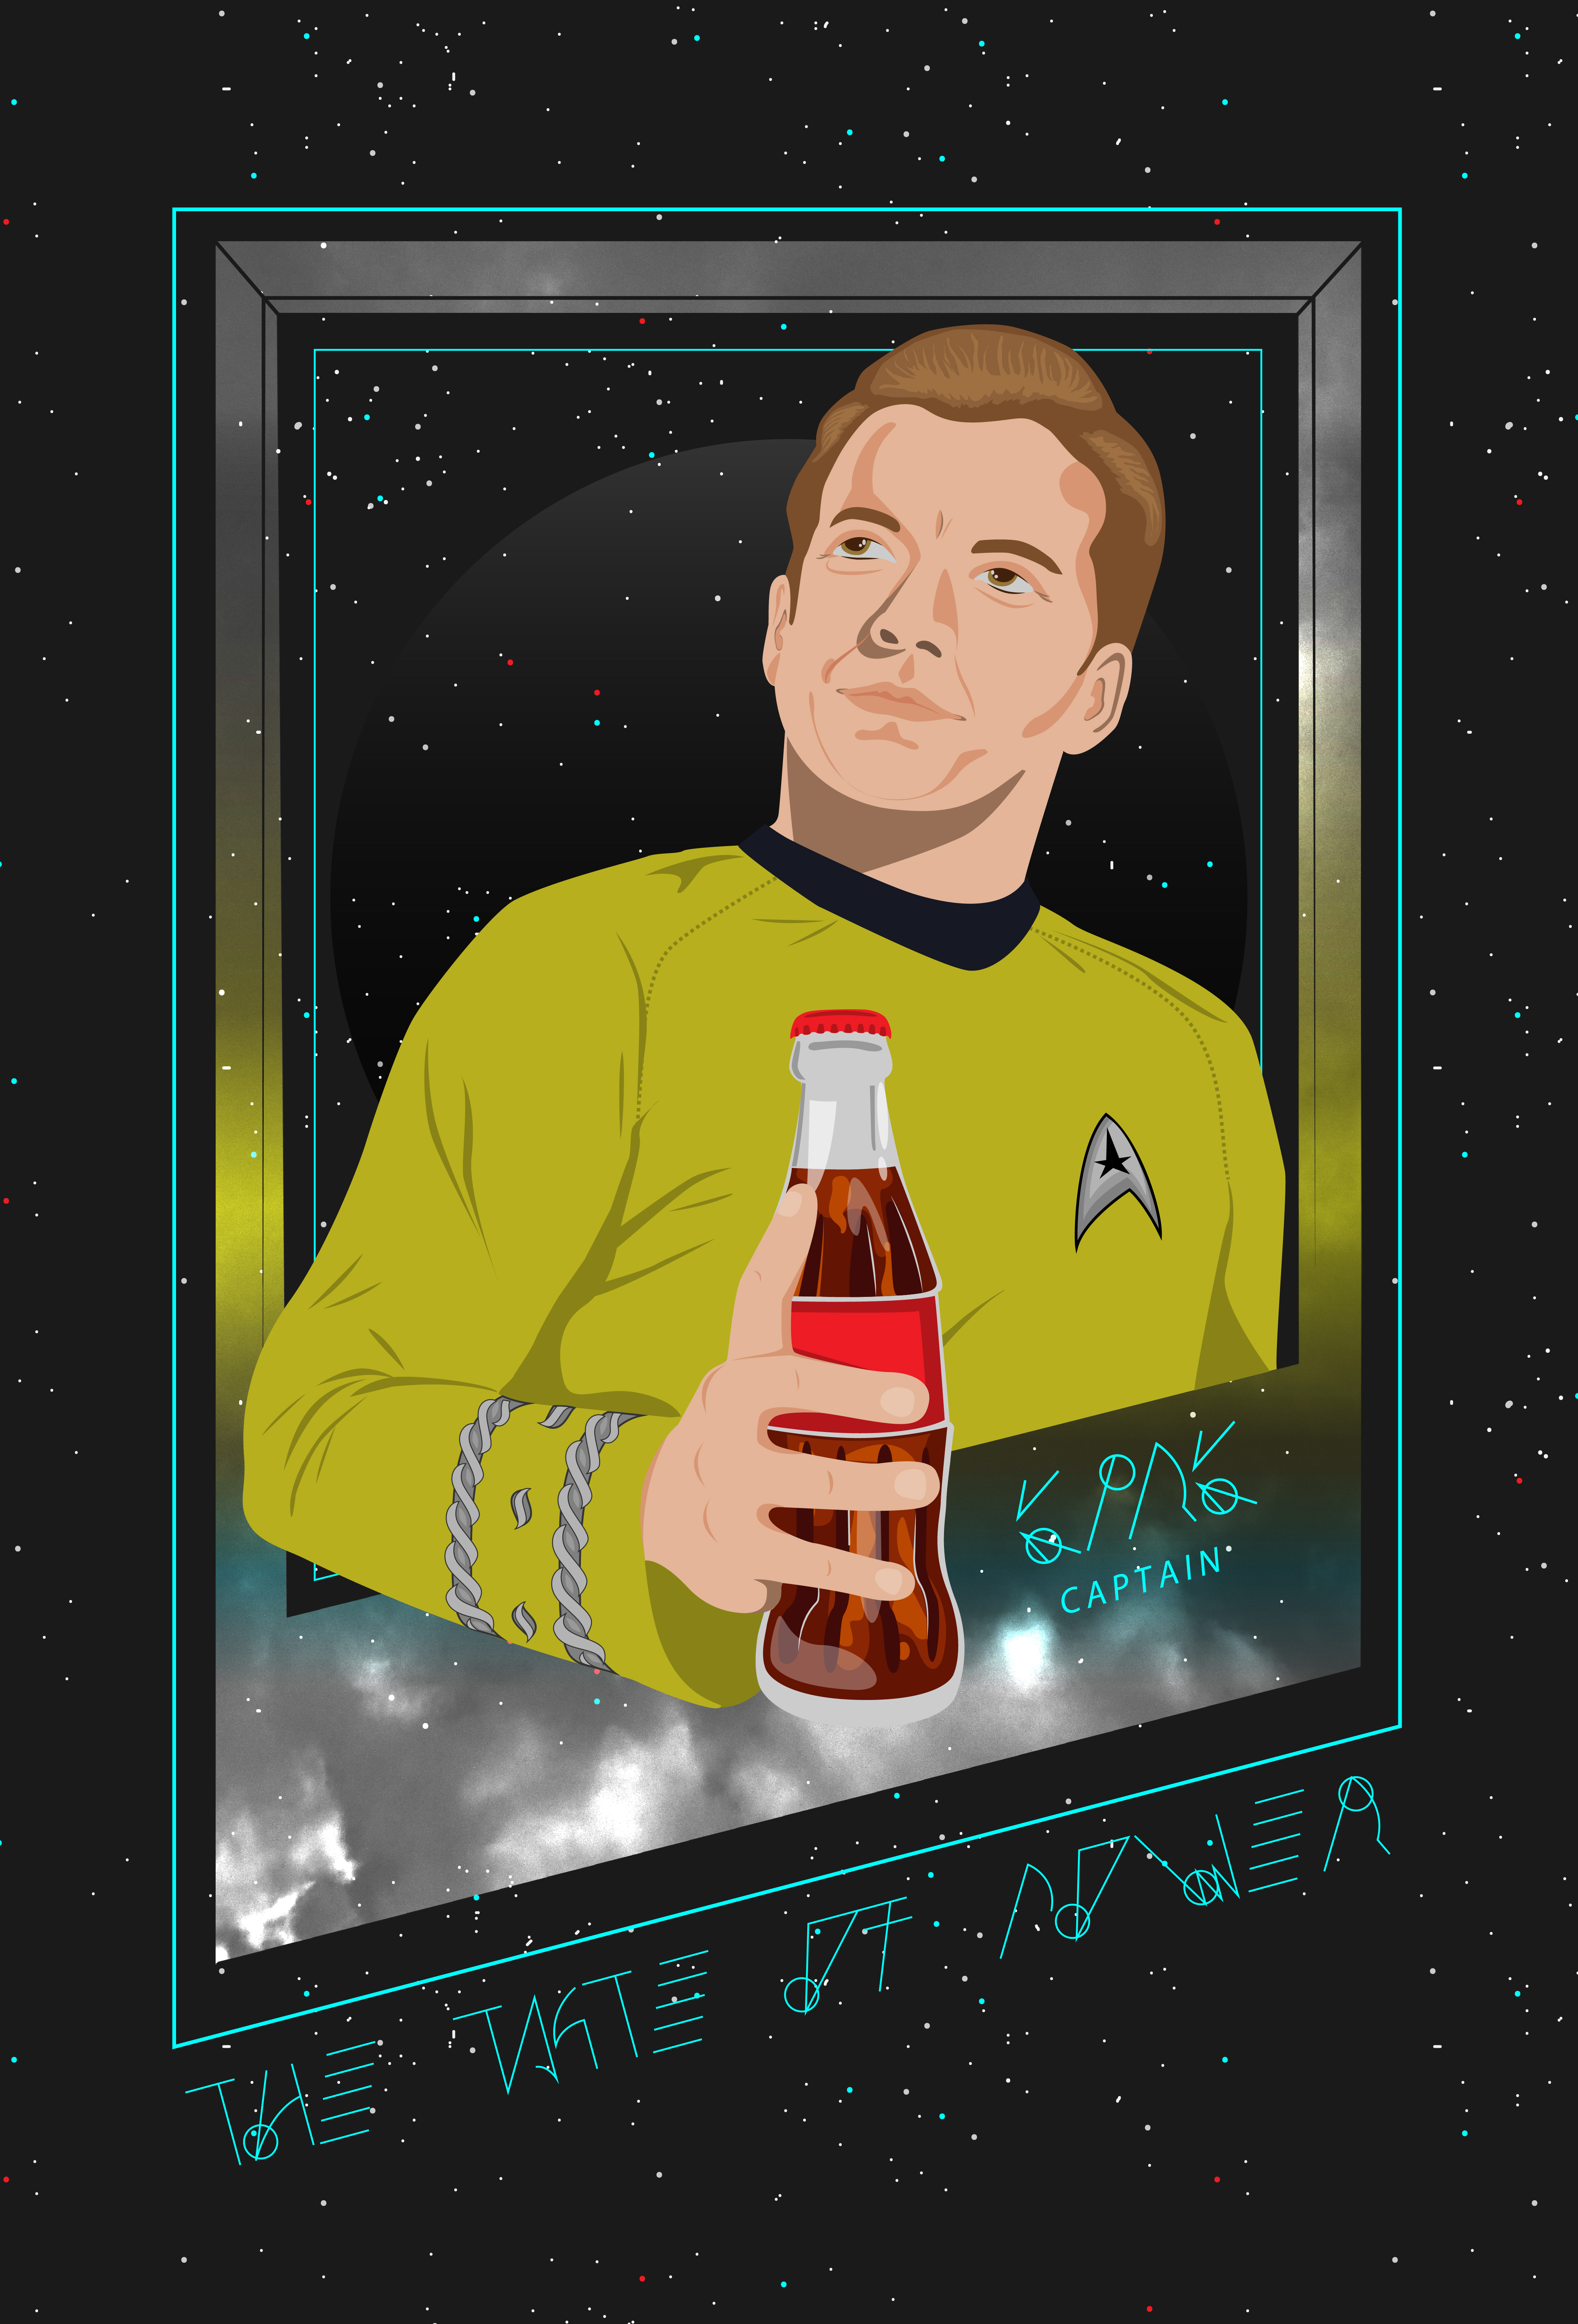 KIRK
CAPTAIN
THE TASTE OF POWER